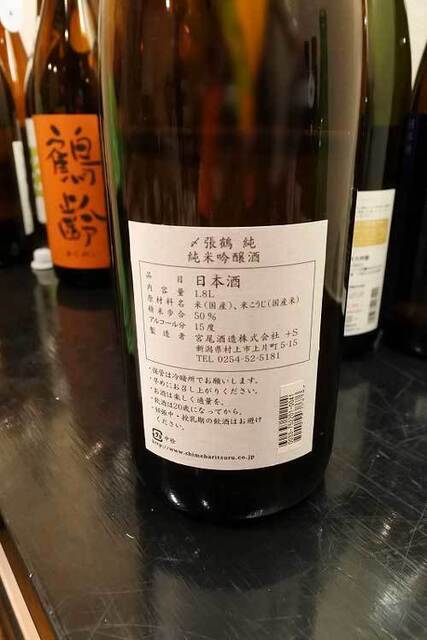 鶴齢
〆張鶴 純
純米吟醸酒
品目 日本酒
内容量 1.8L
原材料名 米(国産)、米こうじ(国産米)
精米歩合 50%
アルコール分 15度
製造者 宮尾酒造株式会社 +S
新潟県村上市上片町5-15
TEL 0254-52-5181
・保管は冷暗所でお願いします。
・早めにお召し上がりください。
・お酒は楽しく適量を。
・飲酒は20歳になってから。
・妊娠中・授乳期の飲酒はお避け
ください。
http://www.shimeharitsuru.co.jp